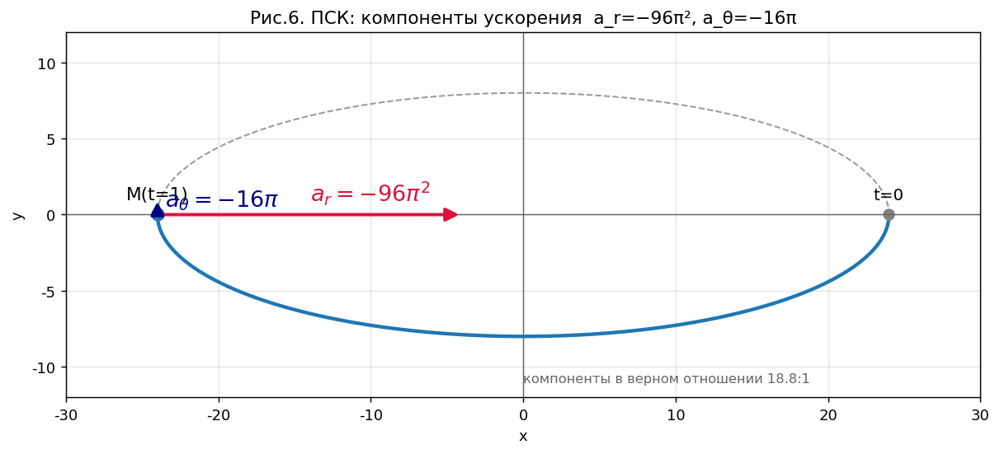 Рис.6. ПСК: компоненты ускорения  a_r=−96π², a_θ=−16π
10
5
0
-5
-10
y
M(t=1)
a_θ = −16π
a_r = −96π²
t=0
компоненты в верном отношении 18.8:1
-30
-20
-10
0
10
20
30
x